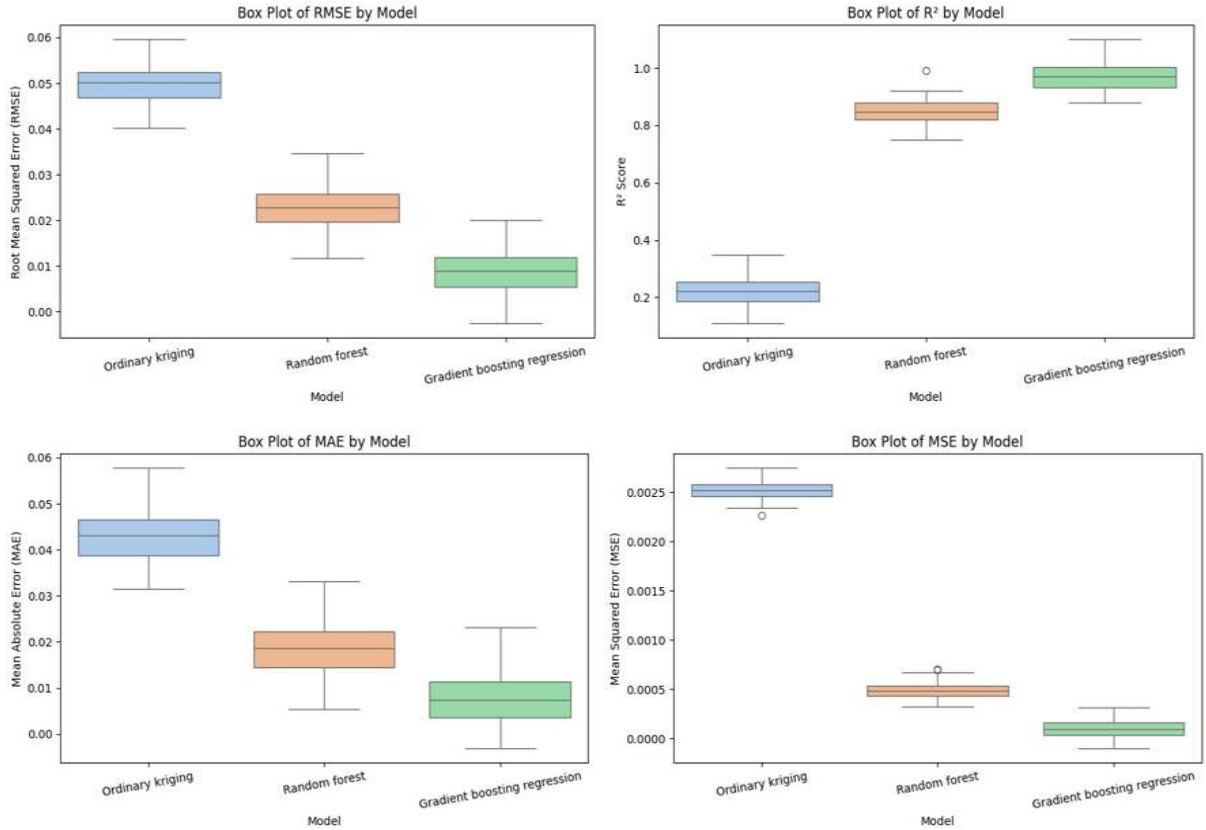 Box Plot of RMSE by Model
Root Mean Squared Error (RMSE)
0.06
0.05
0.04
0.03
0.02
0.01
0.00
Ordinary kriging
Random forest
Gradient boosting regression
Model
Box Plot of R² by Model
R² Score
1.0
0.8
0.6
0.4
0.2
Ordinary kriging
Random forest
Gradient boosting regression
Model
Box Plot of MAE by Model
Mean Absolute Error (MAE)
0.06
0.05
0.04
0.03
0.02
0.01
0.00
Ordinary kriging
Random forest
Gradient boosting regression
Model
Box Plot of MSE by Model
Mean Squared Error (MSE)
0.0025
0.0020
0.0015
0.0010
0.0005
0.0000
Ordinary kriging
Random forest
Gradient boosting regression
Model